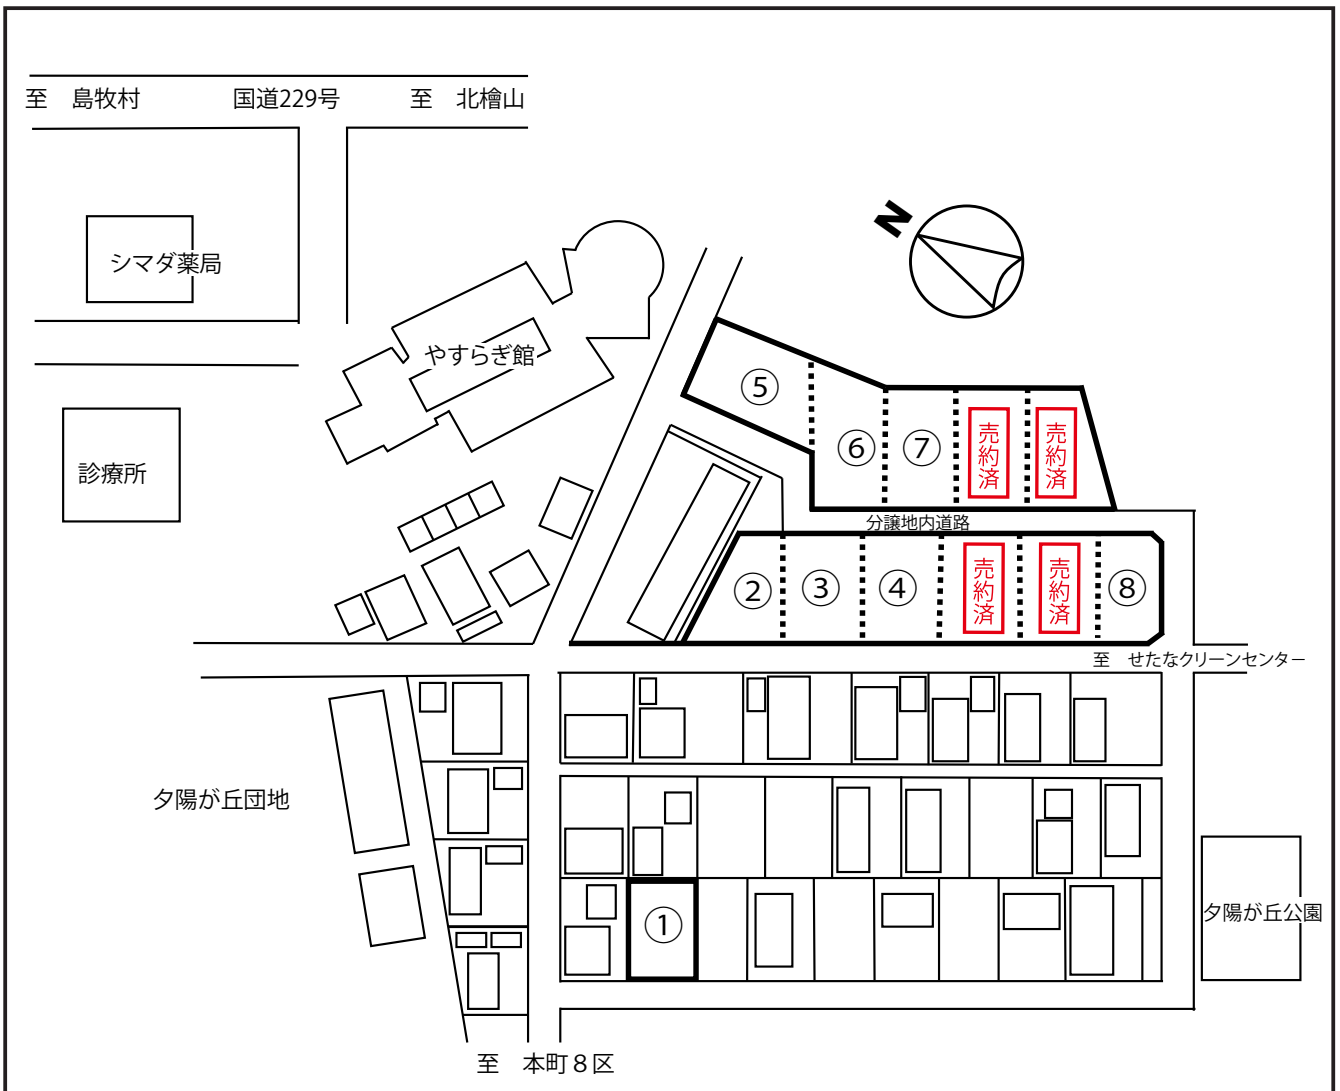 至　島牧村　国道229号　至　北檜山
シマダ薬局
N
やすらぎ館
診療所
⑤
⑥
⑦
売約済
売約済
分譲地内道路
②
③
④
売約済
売約済
⑧
至　せたなクリーンセンター
夕陽が丘団地
①
夕陽が丘公園
至　本町８区